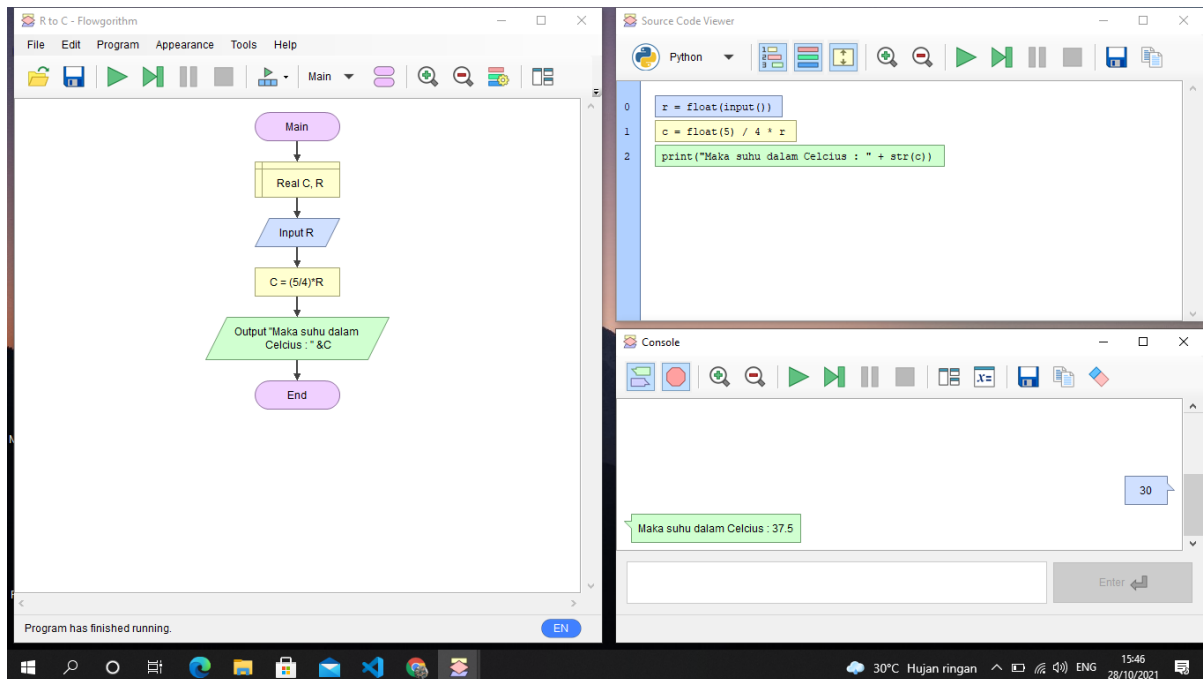 R to C - Flowgorithm
File Edit Program Appearance Tools Help
Main
Main
Real C, R
Input R
C = (5/4)*R
Output "Maka suhu dalam
Celcius : " &C
End
Program has finished running.
EN
Source Code Viewer
Python
0 r = float(input())
1 c = float(5) / 4 * r
2 print("Maka suhu dalam Celcius : " + str(c))
Console
30
Maka suhu dalam Celcius : 37.5
Enter
30°C Hujan ringan
ENG
15:46
28/10/2021